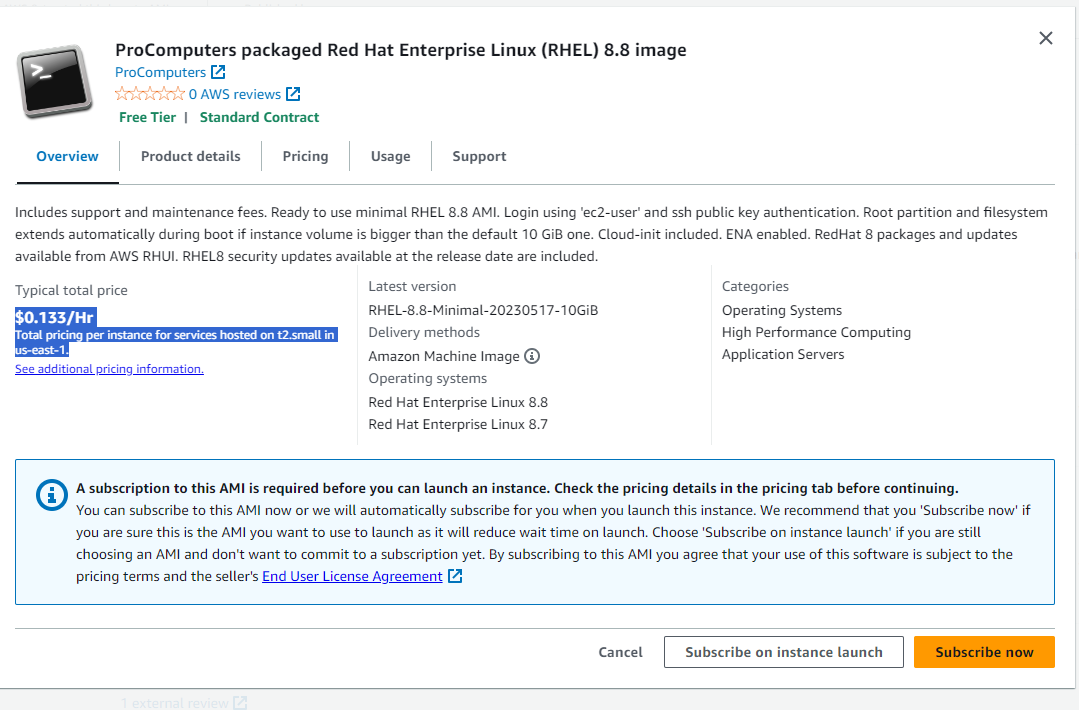 ProComputers packaged Red Hat Enterprise Linux (RHEL) 8.8 image
ProComputers
0 AWS reviews
Free Tier | Standard Contract
Overview
Product details
Pricing
Usage
Support
Includes support and maintenance fees. Ready to use minimal RHEL 8.8 AMI. Login using 'ec2-user' and ssh public key authentication. Root partition and filesystem
extends automatically during boot if instance volume is bigger than the default 10 GiB one. Cloud-init included. ENA enabled. RedHat 8 packages and updates
available from AWS RHUI. RHEL8 security updates available at the release date are included.
Typical total price
$0.133/Hr
Total pricing per instance for services hosted on t2.small in
us-east-1.
See additional pricing information.
Latest version
RHEL-8.8-Minimal-20230517-10GiB
Delivery methods
Amazon Machine Image
Operating systems
Red Hat Enterprise Linux 8.8
Red Hat Enterprise Linux 8.7
Categories
Operating Systems
High Performance Computing
Application Servers
A subscription to this AMI is required before you can launch an instance. Check the pricing details in the pricing tab before continuing.
You can subscribe to this AMI now or we will automatically subscribe for you when you launch this instance. We recommend that you 'Subscribe now' if
you are sure this is the AMI you want to use to launch as it will reduce wait time on launch. Choose 'Subscribe on instance launch' if you are still
choosing an AMI and don't want to commit to a subscription yet. By subscribing to this AMI you agree that your use of this software is subject to the
pricing terms and the seller's End User License Agreement
Cancel
Subscribe on instance launch
Subscribe now
1 external review